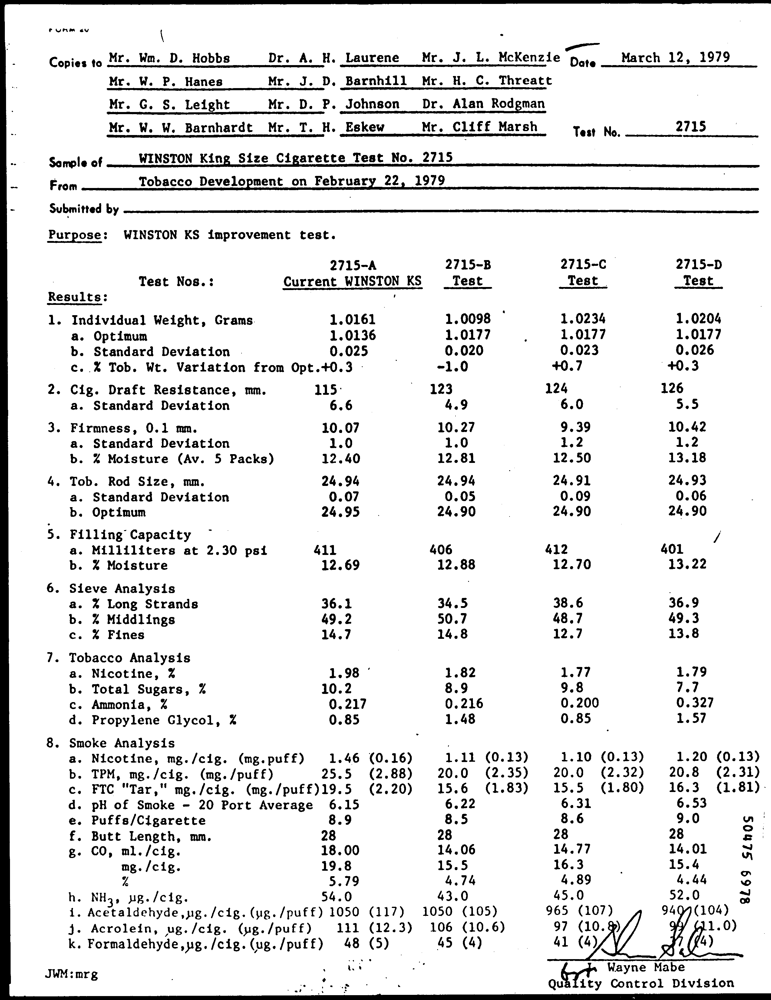 Copies to Mr. Wm. D. Hobbs Dr. A. H. Laurene Mr. J. L. McKenzie Date March 12, 1979
Mr. W. P. Hanes Mr. J. D. Barnhill Mr. H. C. Threatt
Mr. G. S. Leight Mr. D. P. Johnson Dr. Alan Rodgman
Mr. W. W. Barnhardt Mr. T. H. Eskew Mr. Cliff Marsh Test No. 2715
Sample of WINSTON King Size Cigarette Test No. 2715
From Tobacco Development on February 22, 1979
Submitted by
Purpose: WINSTON KS improvement test.
2715-A 2715-B 2715-C 2715-D
Test Nos.: Current WINSTON KS Test Test Test
Results:
1. Individual Weight, Grams 1.0161 1.0098 1.0234 1.0204
a. Optimum 1.0136 1.0177 1.0177 1.0177
b. Standard Deviation 0.025 0.020 0.023 0.026
c. % Tob. Wt. Variation from Opt.+0.3 -1.0 +0.7 +0.3
2. Cig. Draft Resistance, mm. 115 123 124 126
a. Standard Deviation 6.6 4.9 6.0 5.5
3. Firmness, 0.1 mm. 10.07 10.27 9.39 10.42
a. Standard Deviation 1.0 1.0 1.2 1.2
b. % Moisture (Av. 5 Packs) 12.40 12.81 12.50 13.18
4. Tob. Rod Size, mm. 24.94 24.94 24.91 24.93
a. Standard Deviation 0.07 0.05 0.09 0.06
b. Optimum 24.95 24.90 24.90 24.90
5. Filling Capacity
a. Milliliters at 2.30 psi 411 406 412 401
b. % Moisture 12.69 12.88 12.70 13.22
6. Sieve Analysis
a. % Long Strands 36.1 34.5 38.6 36.9
b. % Middlings 49.2 50.7 48.7 49.3
c. % Fines 14.7 14.8 12.7 13.8
7. Tobacco Analysis
a. Nicotine, % 1.98 1.82 1.77 1.79
b. Total Sugars, % 10.2 8.9 9.8 7.7
c. Ammonia, % 0.217 0.216 0.200 0.327
d. Propylene Glycol, % 0.85 1.48 0.85 1.57
8. Smoke Analysis
a. Nicotine, mg./cig. (mg.puff) 1.46 (0.16) 1.11 (0.13) 1.10 (0.13) 1.20 (0.13)
b. TPM, mg./cig. (mg./puff) 25.5 (2.88) 20.0 (2.35) 20.0 (2.32) 20.8 (2.31)
c. FTC "Tar," mg./cig. (mg./puff)19.5 (2.20) 15.6 (1.83) 15.5 (1.80) 16.3 (1.81)
d. pH of Smoke - 20 Port Average 6.15 6.22 6.31 6.53
e. Puffs/Cigarette 8.9 8.5 8.6 9.0
f. Butt Length, mm. 28 28 28 28
g. CO, ml./cig. 18.00 14.06 14.77 14.01
mg./cig. 19.8 15.5 16.3 15.4
% 5.79 4.74 4.89 4.44
h. NH3, µg./cig. 54.0 43.0 45.0 52.0
i. Acetaldehyde,µg./cig.(µg./puff) 1050 (117) 1050 (105) 965 (107) 940 (104)
j. Acrolein, µg./cig. (µg./puff) 111 (12.3) 106 (10.6) 97 (10.8) (11.0)
k. Formaldehyde,µg./cig.(µg./puff) 48 (5) 45 (4) 41 (4) (4)
Wayne Mabe
JWM:mrg Quality Control Division
50475 6978